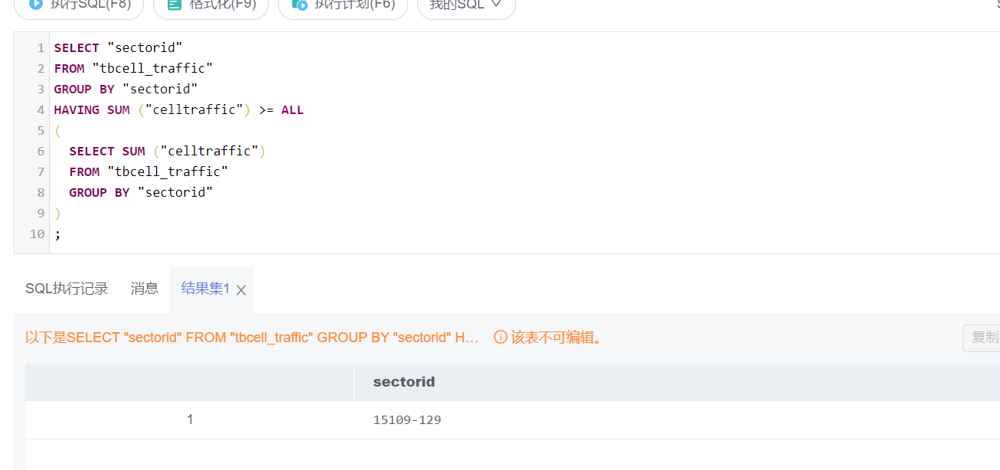 执行SQL(F8) 格式化(F9) 执行计划(F6) 我的SQL
1 SELECT "sectorid"
2 FROM "tbcell_traffic"
3 GROUP BY "sectorid"
4 HAVING SUM ("celltraffic") >= ALL
5 (
6 SELECT SUM ("celltraffic")
7 FROM "tbcell_traffic"
8 GROUP BY "sectorid"
9 )
10 ;
SQL执行记录 消息 结果集1
以下是SELECT "sectorid" FROM "tbcell_traffic" GROUP BY "sectorid" H... 该表不可编辑。 复制
sectorid
1 15109-129